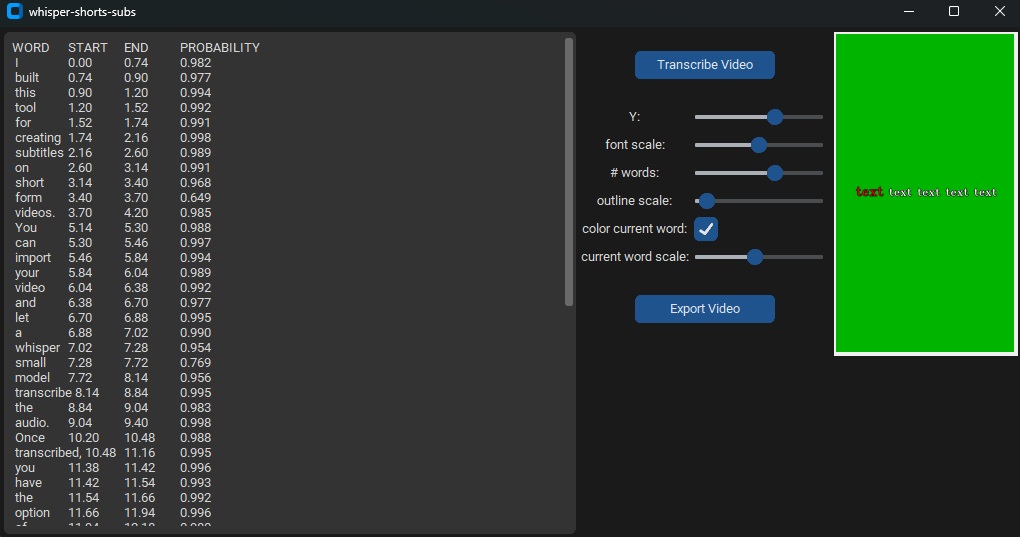 whisper-shorts-subs
WORD START END PROBABILITY
I 0.00 0.74 0.982
built 0.74 0.90 0.977
this 0.90 1.20 0.994
tool 1.20 1.52 0.992
for 1.52 1.74 0.991
creating 1.74 2.16 0.998
subtitles 2.16 2.60 0.989
on 2.60 3.14 0.991
short 3.14 3.40 0.968
form 3.40 3.70 0.649
videos. 3.70 4.20 0.985
You 5.14 5.30 0.988
can 5.30 5.46 0.997
import 5.46 5.84 0.994
your 5.84 6.04 0.989
video 6.04 6.38 0.992
and 6.38 6.70 0.977
let 6.70 6.88 0.995
a 6.88 7.02 0.990
whisper 7.02 7.28 0.954
small 7.28 7.72 0.769
model 7.72 8.14 0.956
transcribe 8.14 8.84 0.995
the 8.84 9.04 0.983
audio. 9.04 9.40 0.998
Once 10.20 10.48 0.988
transcribed, 10.48 11.16 0.995
you 11.38 11.42 0.996
have 11.42 11.54 0.993
the 11.54 11.66 0.992
option 11.66 11.94 0.996
Transcribe Video
Y:
font scale:
# words:
outline scale:
color current word:
current word scale:
Export Video
text text text text text